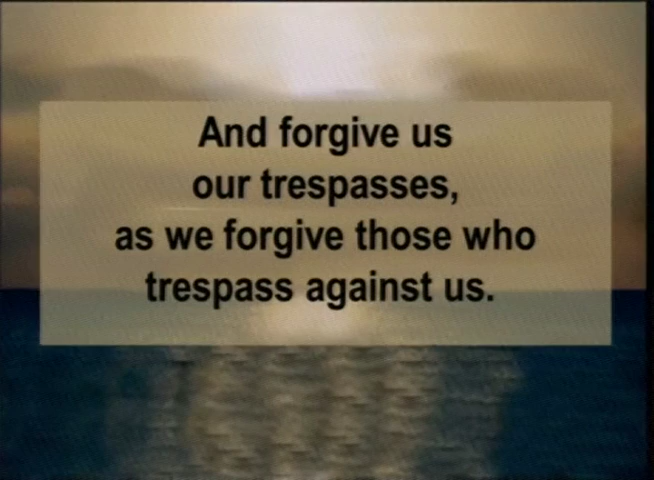 And forgive us
our trespasses,
as we forgive those who
trespass against us.